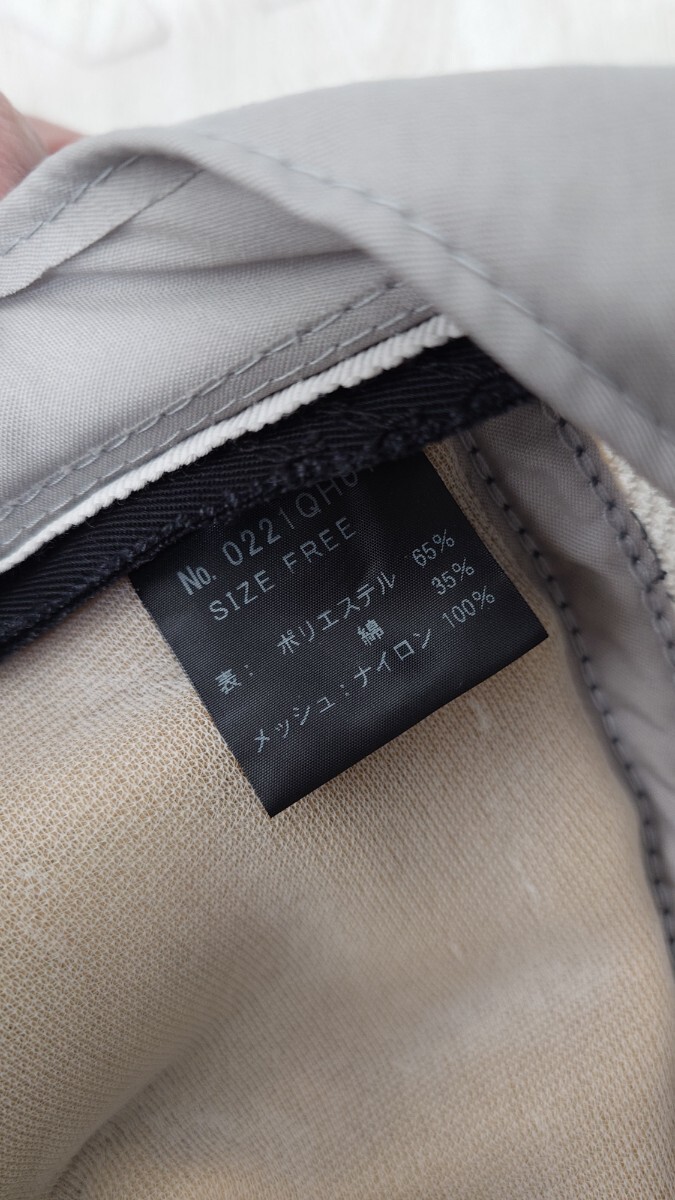 No. 0221QH04
SIZE FREE
表: ポリエステル 65%
綿 35%
メッシュ:ナイロン 100%